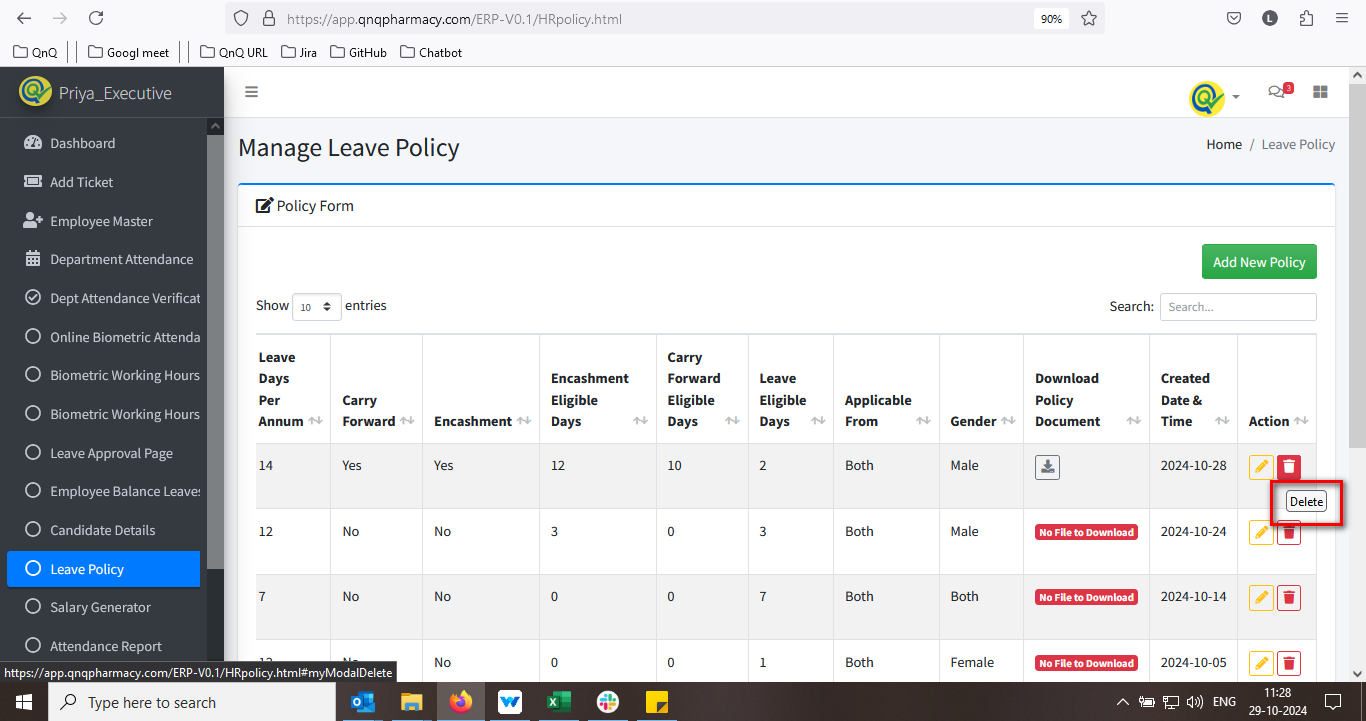 https://app.qnqpharmacy.com/ERP-V0.1/HRpolicy.html
90%
L
QnQ
Googl meet
QnQ URL
Jira
GitHub
Chatbot
Priya_Executive
3
Dashboard
Add Ticket
Employee Master
Department Attendance
Dept Attendance Verificat
Online Biometric Attenda
Biometric Working Hours
Biometric Working Hours
Leave Approval Page
Employee Balance Leaves
Candidate Details
Leave Policy
Salary Generator
Attendance Report
Manage Leave Policy
Home / Leave Policy
Policy Form
Add New Policy
Show 10 entries
Search: Search...
Leave Days Per Annum
Carry Forward
Encashment
Encashment Eligible Days
Carry Forward Eligible Days
Leave Eligible Days
Applicable From
Gender
Download Policy Document
Created Date & Time
Action
14 Yes Yes 12 10 2 Both Male 2024-10-28
Delete
12 No No 3 0 3 Both Male No File to Download 2024-10-24
7 No No 0 0 7 Both Both No File to Download 2024-10-14
12 No No 0 0 1 Both Female No File to Download 2024-10-05
https://app.qnqpharmacy.com/ERP-V0.1/HRpolicy.html#myModalDelete
Type here to search
ENG
11:28
29-10-2024